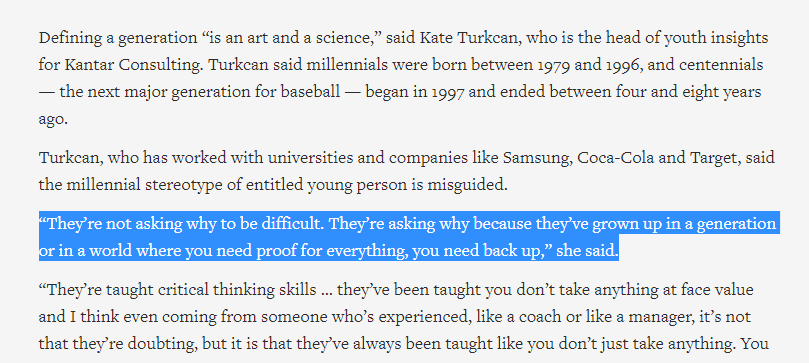 Defining a generation “is an art and a science,” said Kate Turkcan, who is the head of youth insights
for Kantar Consulting. Turkcan said millennials were born between 1979 and 1996, and centennials
— the next major generation for baseball — began in 1997 and ended between four and eight years
ago.
Turkcan, who has worked with universities and companies like Samsung, Coca-Cola and Target, said
the millennial stereotype of entitled young person is misguided.
“They’re not asking why to be difficult. They’re asking why because they’ve grown up in a generation
or in a world where you need proof for everything, you need back up,” she said.
“They’re taught critical thinking skills … they’ve been taught you don’t take anything at face value
and I think even coming from someone who’s experienced, like a coach or like a manager, it’s not
that they’re doubting, but it is that they’ve always been taught like you don’t just take anything. You